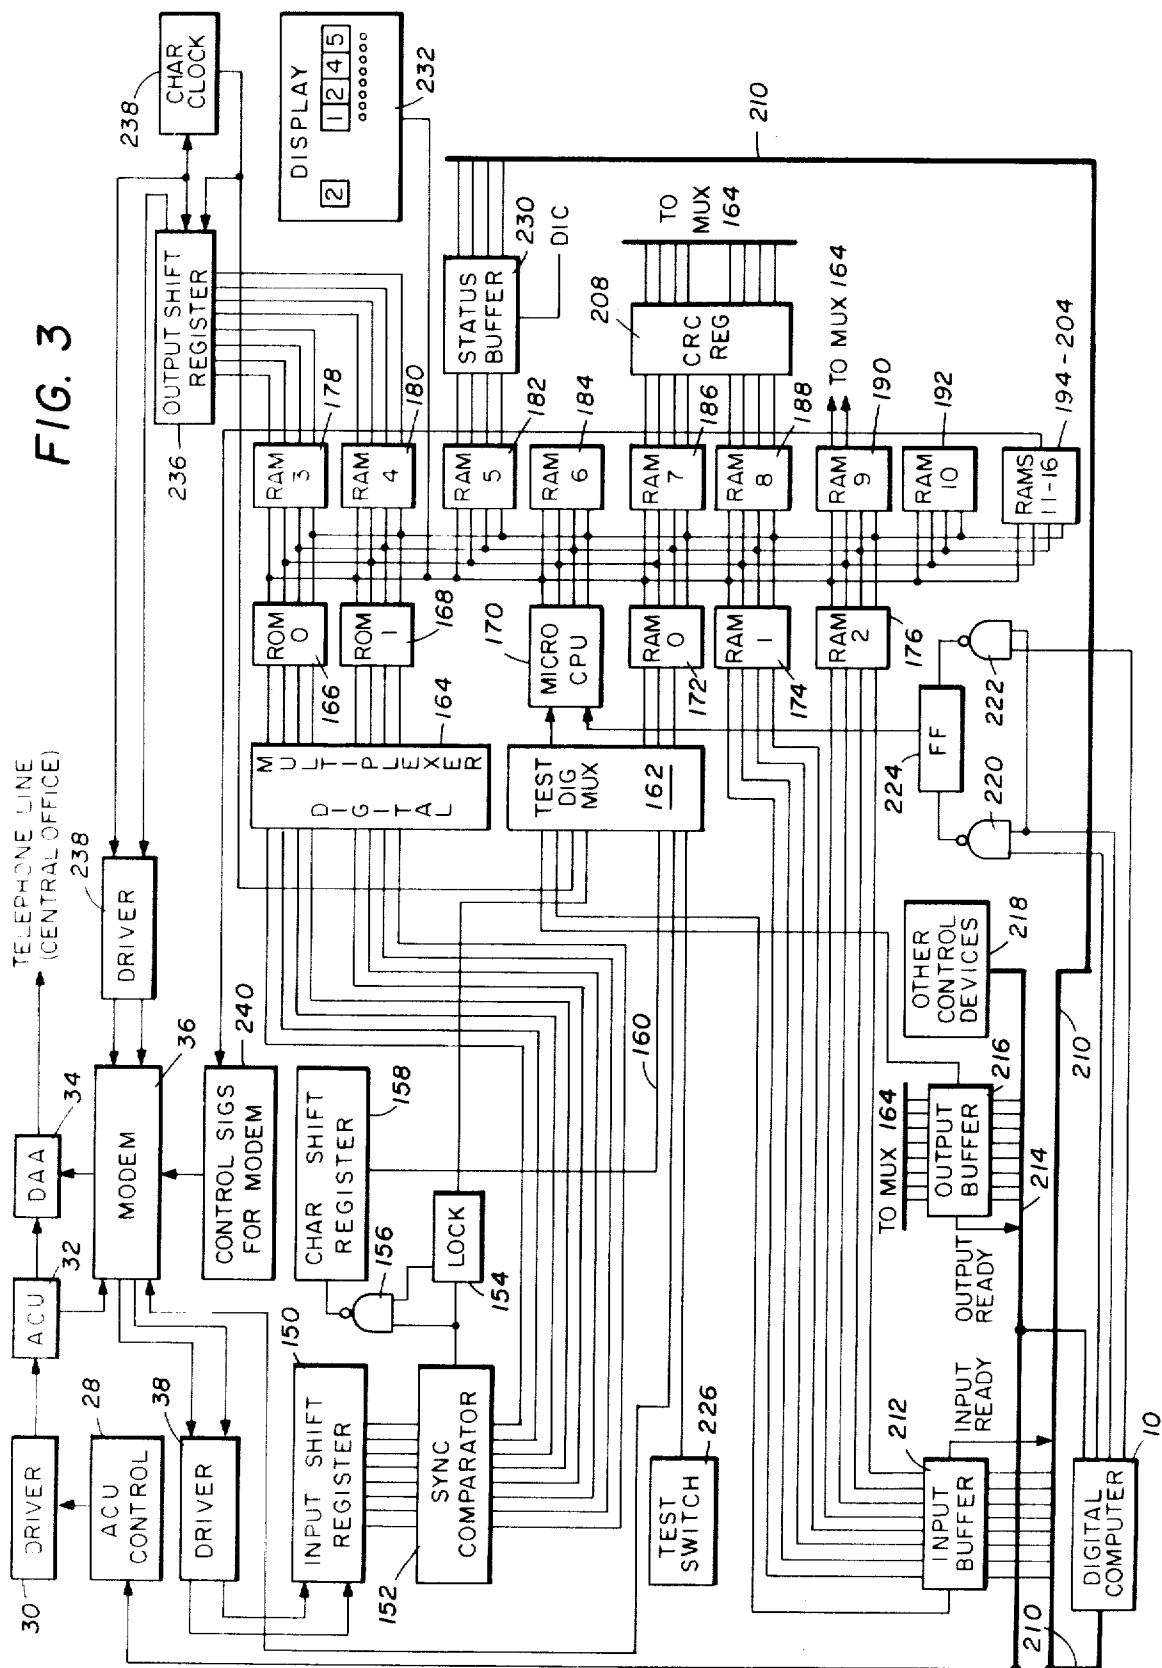 FIG. 3
TELEPHONE LINE
(CENTRAL OFFICE)
30
DRIVER
ACU
32
DAA
34
28
ACU
CONTROL
MODEM
36
DRIVER
238
38
DRIVER
CONTROL SIGS
FOR MODEM
240
236
OUTPUT SHIFT
REGISTER
238
CHAR
CLOCK
150
INPUT SHIFT
REGISTER
CHAR SHIFT
REGISTER
158
156
LOCK
154
152
SYNC
COMPARATOR
160
DIGITAL
MULTIPLEXER
164
166
ROM
0
ROM
1
168
RAM
3
178
RAM
4
180
DISPLAY
2
1 2 4 5
232
TEST
SWITCH
226
TEST
DIG
MUX
162
170
MICRO
CPU
RAM
0
172
RAM
1
174
RAM
2
176
RAM
5
182
RAM
6
184
RAM
7
186
RAM
8
188
RAM
9
190
RAM
10
192
RAMS
11-16
194-204
STATUS
BUFFER
230
DIC
208
CRC
REG
TO
MUX
164
TO MUX 164
210
224
FF
220
222
OTHER
CONTROL
DEVICES
218
TO MUX 164
OUTPUT
BUFFER
216
214
210
OUTPUT
READY
INPUT
READY
212
INPUT
BUFFER
210
DIGITAL
COMPUTER
10